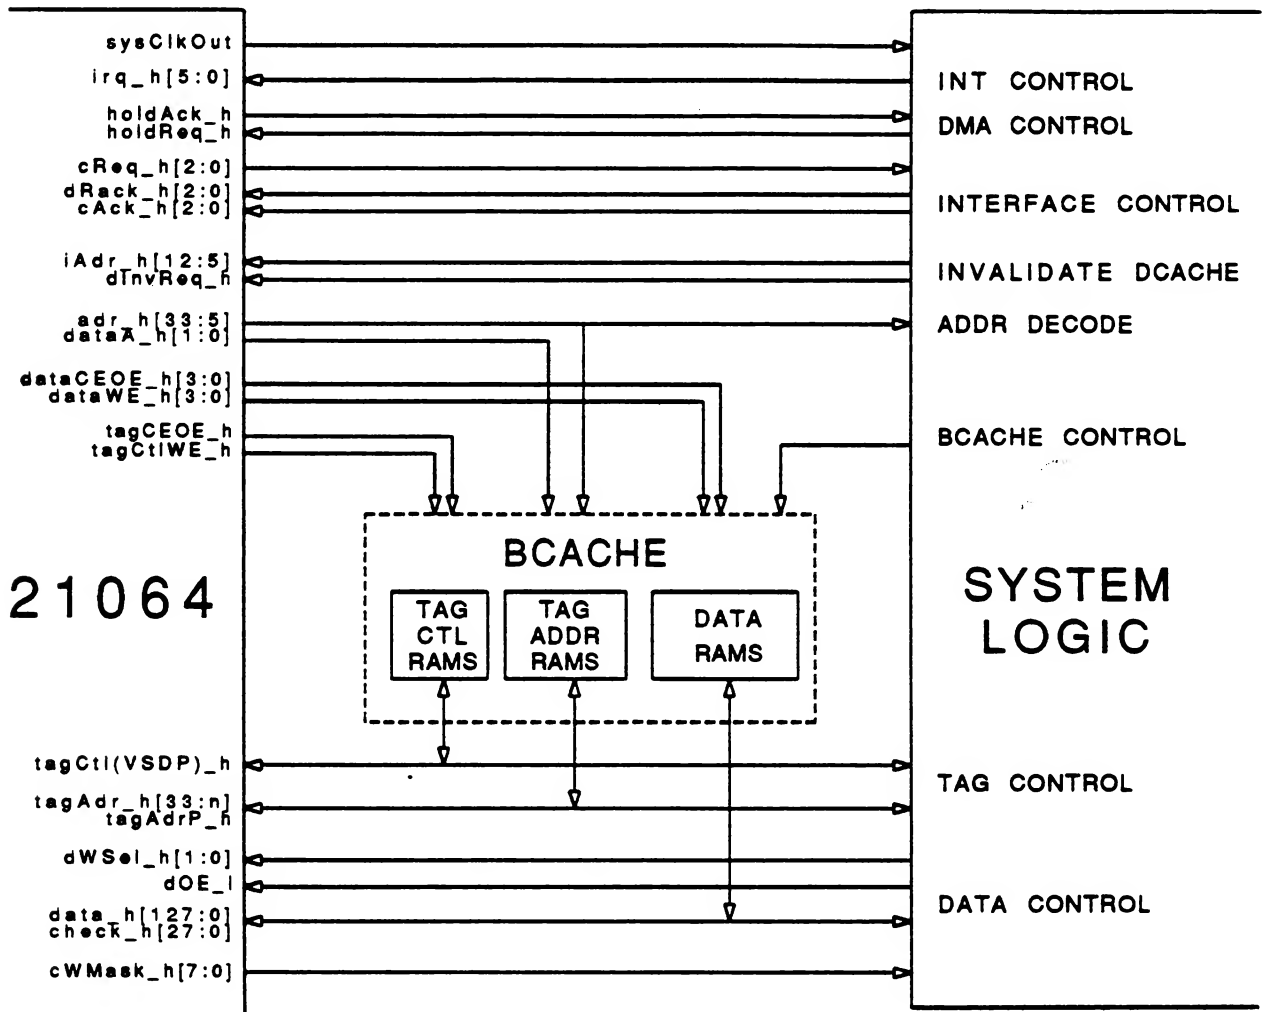 sysClkOut
irq_h[5:0]
INT CONTROL
holdAck_h
holdReq_h
DMA CONTROL
cReq_h[2:0]
dRack_h[2:0]
cAck_h[2:0]
INTERFACE CONTROL
iAdr_h[12:5]
dInvReq_h
INVALIDATE DCACHE
adr_h[33:5]
dataA_h[1:0]
ADDR DECODE
dataCEOE_h[3:0]
dataWE_h[3:0]
tagCEOE_h
tagCtlWE_h
BCACHE CONTROL
BCACHE
21064
TAG
CTL
RAMS
TAG
ADDR
RAMS
DATA
RAMS
SYSTEM
LOGIC
tagCtl(VSDP)_h
tagAdr_h[33:n]
tagAdrP_h
TAG CONTROL
dWSel_h[1:0]
dOE_l
data_h[127:0]
check_h[27:0]
DATA CONTROL
cWMask_h[7:0]